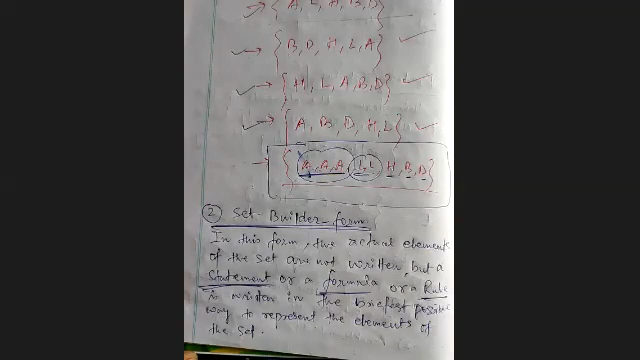 {A, L, H, B, D}
{B, D, H, L, A}
{H, L, A, B, D}
{A, B, D, H, L}
{A, A, A, L, L, H, B, D}
② Set-Builder-form
In this form, the actual elements
of the set are not written but a
Statement or a formula or a Rule
is written in the briefest possible
way to represent the elements of
the set.